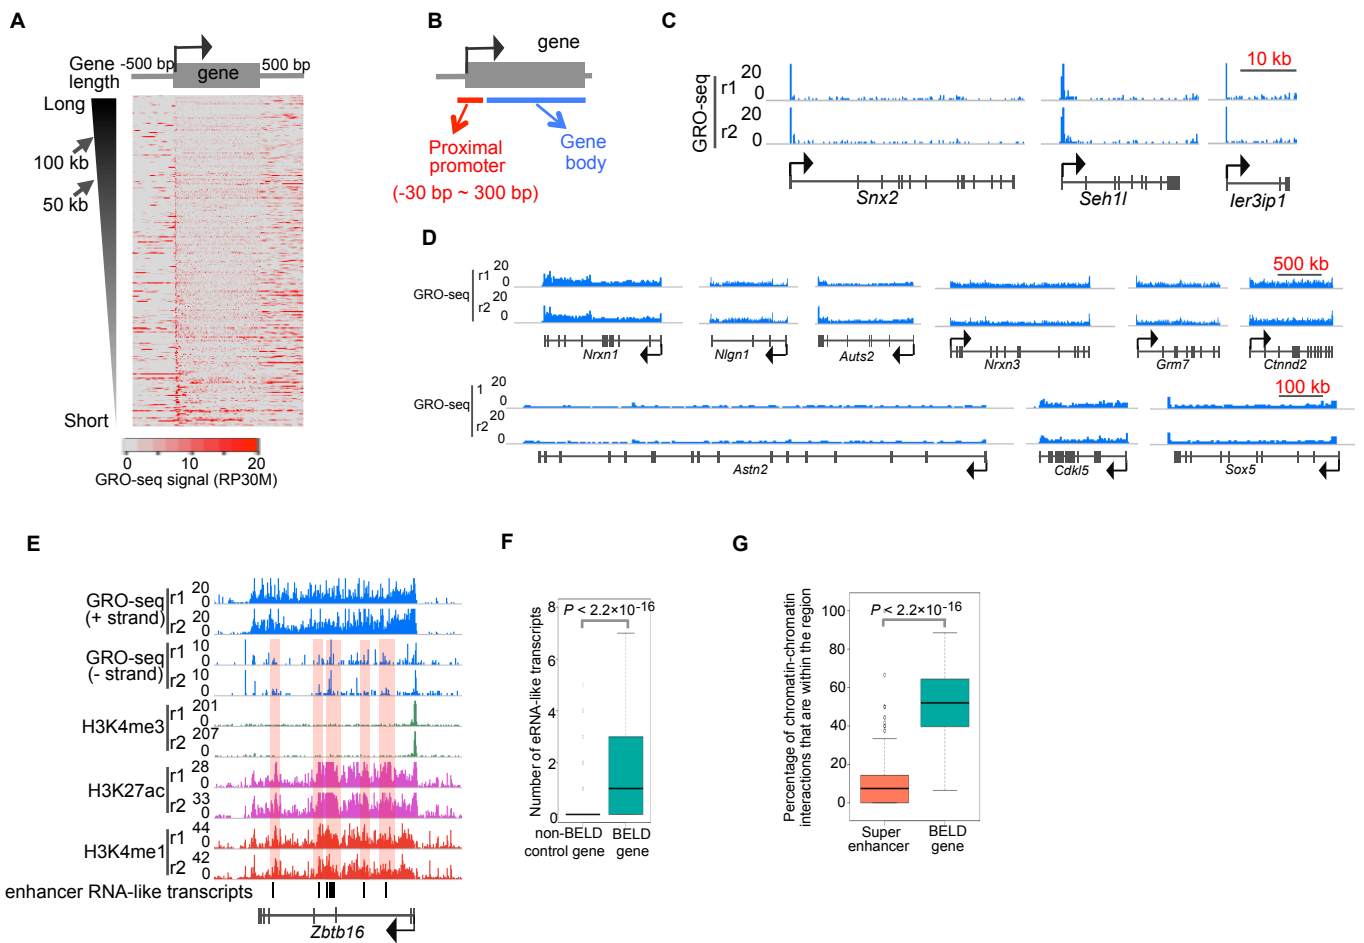 A
Gene
length
-500 bp
gene
500 bp
Long
100 kb
50 kb
Short
0 10 20
GRO-seq signal (RP30M)
B
gene
Proximal
promoter
(-30 bp ~ 300 bp)
Gene
body
C
GRO-seq
r1
20
0
r2
20
0
10 kb
Snx2
Seh1l
Ier3ip1
D
GRO-seq
r1
20
0
r2
20
0
500 kb
Nrxn1
Nlgn1
Auts2
Nrxn3
Grm7
Ctnnd2
GRO-seq
1
20
0
r2
20
0
100 kb
Astn2
Cdkl5
Sox5
E
GRO-seq
(+ strand)
r1
20
0
r2
20
0
GRO-seq
(- strand)
r1
10
0
r2
10
0
H3K4me3
r1
201
0
r2
207
0
H3K27ac
r1
28
0
r2
33
0
H3K4me1
r1
44
0
r2
42
0
enhancer RNA-like transcripts
Zbtb16
F
Number of eRNA-like transcripts
8
6
4
2
0
P < 2.2×10-16
non-BELD
control gene
BELD
gene
G
Percentage of chromatin-chromatin
interactions that are within the region
100
80
60
40
20
0
P < 2.2×10-16
Super
enhancer
BELD
gene